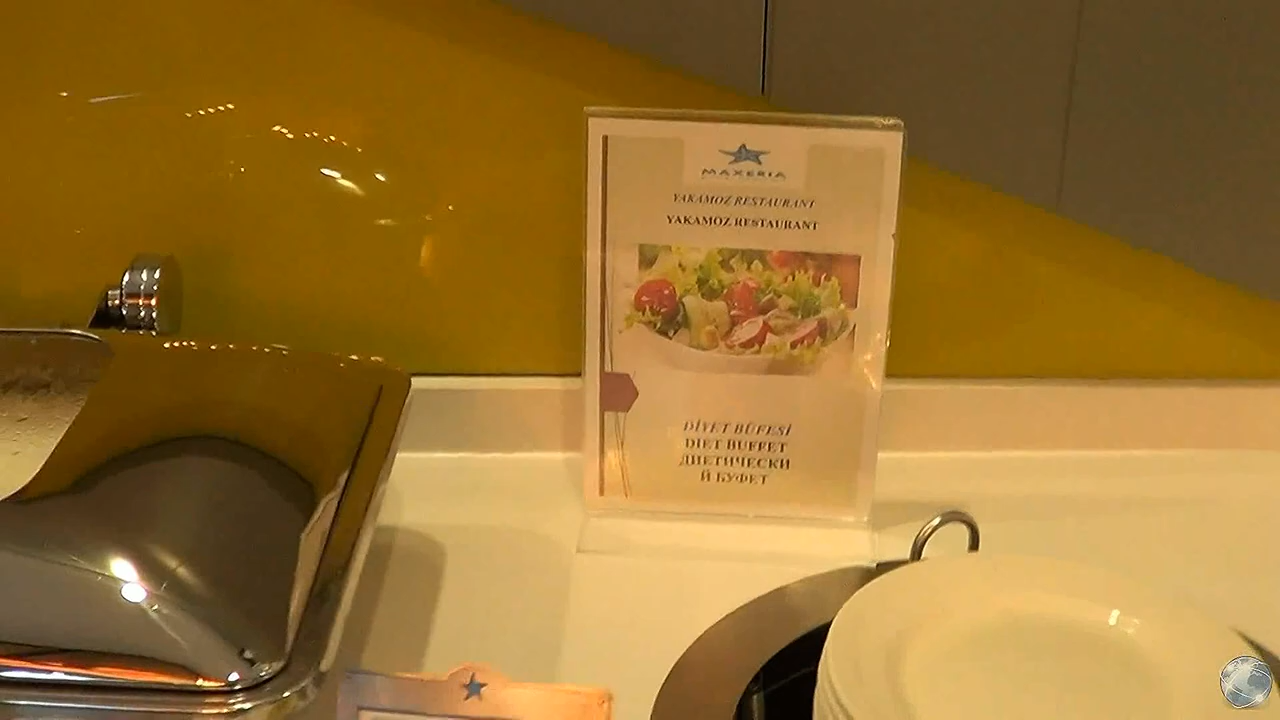 MAXERIA
YAKAMOZ RESTAURANT
YAKAMOZ RESTAURANT
DİYET BÜFESİ
DIET BUFFET
ДИЕТИЧЕСКИ
Й БУФЕТ